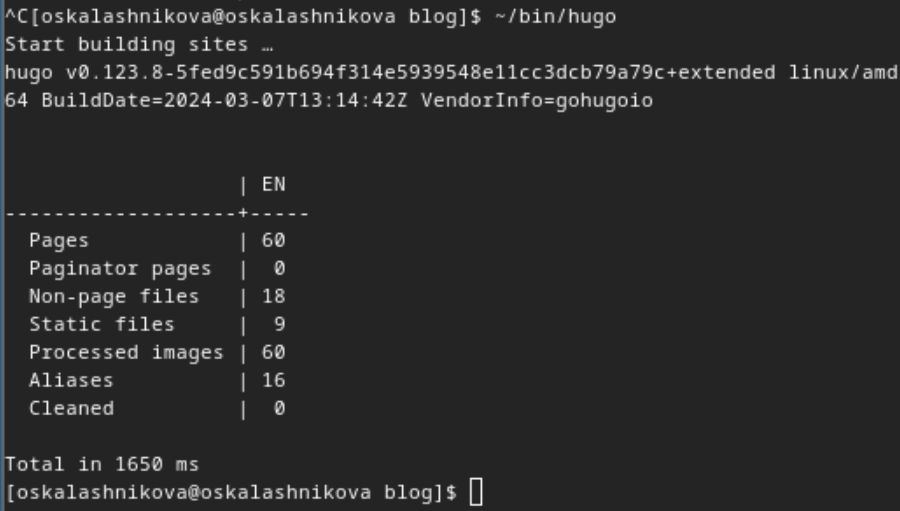 ^C[oskalashnikova@oskalashnikova blog]$ ~/bin/hugo
Start building sites …
hugo v0.123.8-5fed9c591b694f314e5939548e11cc3dcb79a79c+extended linux/amd
64 BuildDate=2024-03-07T13:14:42Z VendorInfo=gohugoio
                   | EN
-------------------+-----
  Pages            | 60
  Paginator pages  |  0
  Non-page files   | 18
  Static files     |  9
  Processed images | 60
  Aliases          | 16
  Cleaned          |  0
Total in 1650 ms
[oskalashnikova@oskalashnikova blog]$